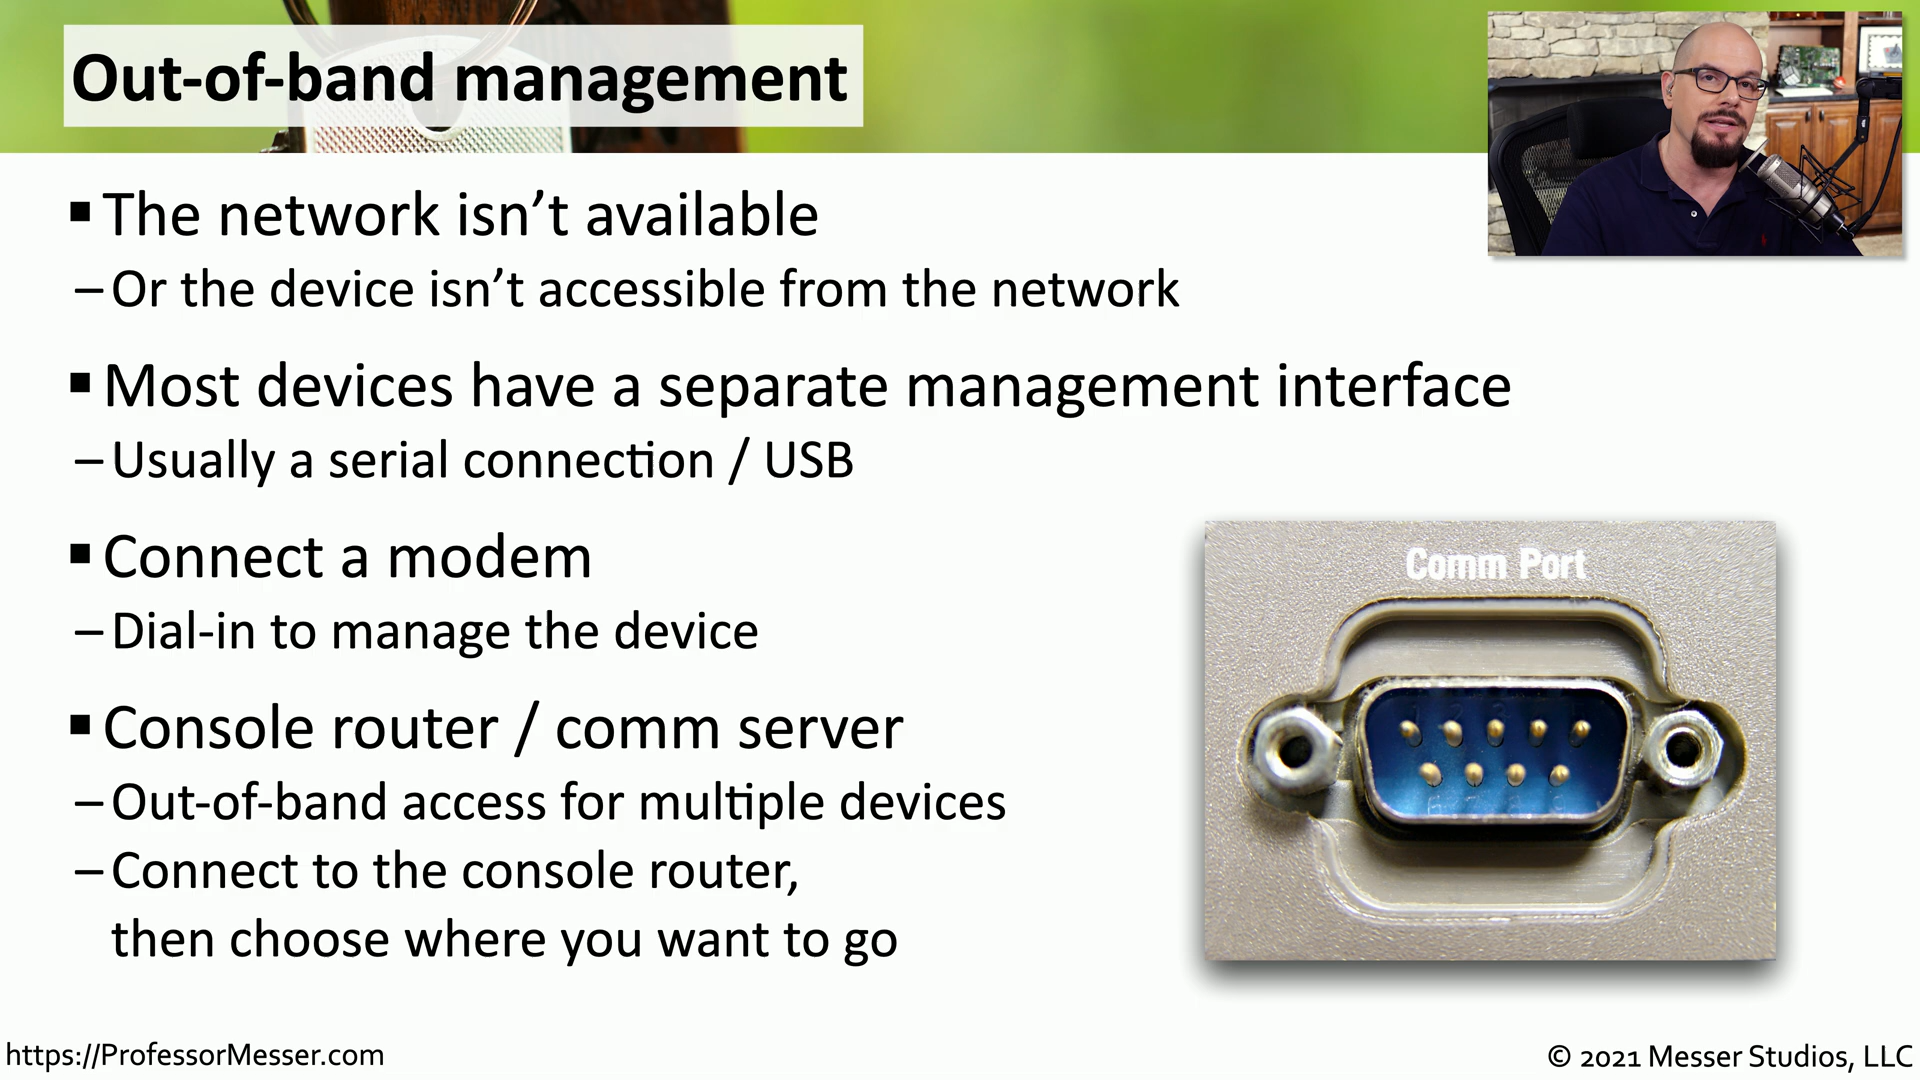 Out-of-band management
▪ The network isn’t available
– Or the device isn’t accessible from the network
▪ Most devices have a separate management interface
– Usually a serial connection / USB
▪ Connect a modem
– Dial-in to manage the device
▪ Console router / comm server
– Out-of-band access for multiple devices
– Connect to the console router,
then choose where you want to go
Comm Port
https://ProfessorMesser.com
© 2021 Messer Studios, LLC